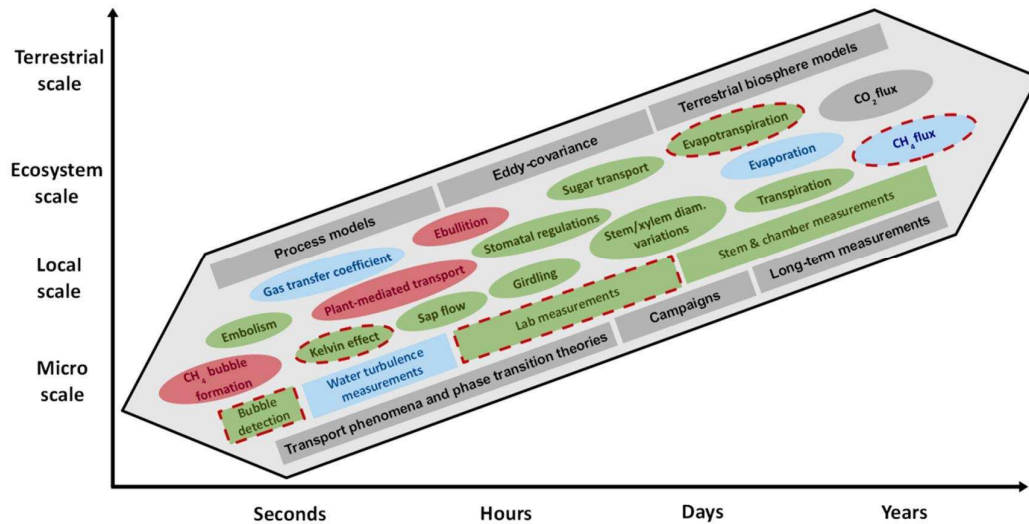 Terrestrial
scale
Ecosystem
scale
Local
scale
Micro
scale
Process models
Eddy-covariance
Terrestrial biosphere models
CO₂ flux
Evapotranspiration
CH₄ flux
Evaporation
Sugar transport
Transpiration
Ebullition
Stomatal regulations
Stem/xylem diam.
variations
Stem & chamber measurements
Gas transfer coefficient
Plant-mediated transport
Girdling
Long-term measurements
Embolism
Sap flow
Lab measurements
Campaigns
Kelvin effect
CH₄ bubble
formation
Water turbulence
measurements
Bubble
detection
Transport phenomena and phase transition theories
Seconds
Hours
Days
Years